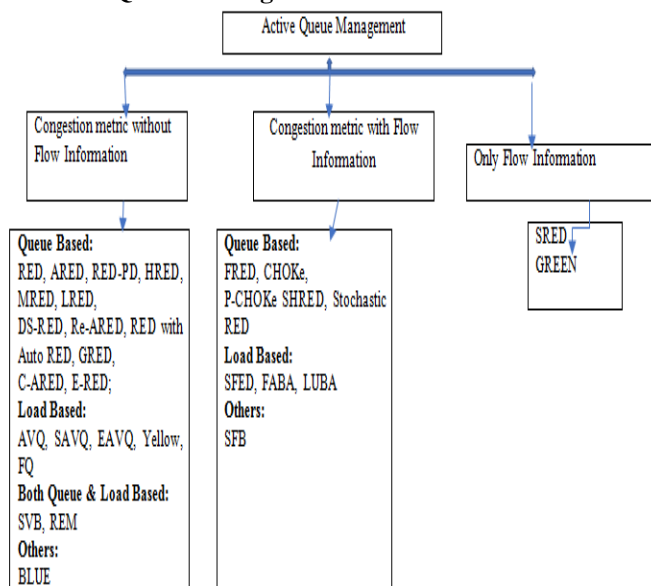 Active Queue Management
Congestion metric without
Flow Information
Congestion metric with Flow
Information
Only Flow Information
Queue Based:
RED, ARED, RED-PD, HRED,
MRED, LRED,
DS-RED, Re-ARED, RED with
Auto RED, GRED,
C-ARED, E-RED;
Load Based:
AVQ, SAVQ, EAVQ, Yellow,
FQ
Both Queue & Load Based:
SVB, REM
Others:
BLUE
Queue Based:
FRED, CHOKe,
P-CHOKe SHRED, Stochastic
RED
Load Based:
SFED, FABA, LUBA
Others:
SFB
SRED
GREEN